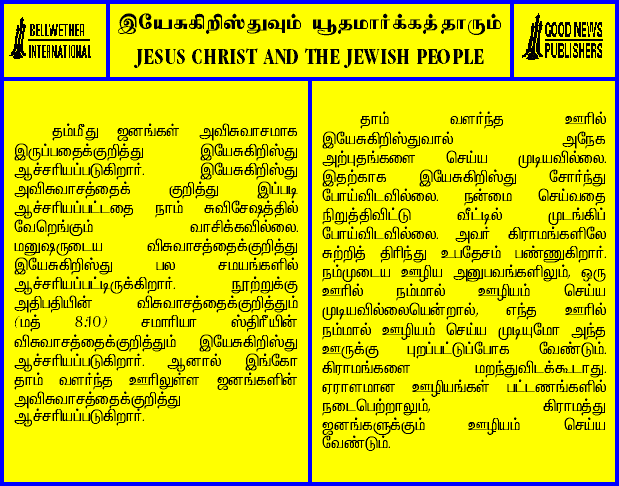 BELLWETHER
INTERNATIONAL
இயேசுகிறிஸ்துவும் யூதமார்க்கத்தாரும்
JESUS CHRIST AND THE JEWISH PEOPLE
GOOD NEWS
PUBLISHERS
தம்மீது ஜனங்கள் அவிசுவாசமாக
இருப்பதைக்குறித்து இயேசுகிறிஸ்து
ஆச்சரியப்படுகிறார். இயேசுகிறிஸ்து
அவிசுவாசத்தைக் குறித்து இப்படி
ஆச்சரியப்பட்டதை நாம் சுவிசேஷத்தில்
வேறெங்கும் வாசிக்கவில்லை.
மனுஷருடைய விசுவாசத்தைக்குறித்து
இயேசுகிறிஸ்து பல சமயங்களில்
ஆச்சரியப்பட்டிருக்கிறார். நூற்றுக்கு
அதிபதியின் விசுவாசத்தைக்குறித்தும்
(மத் 8:10) சமாரியா ஸ்திரீயின்
விசுவாசத்தைக்குறித்தும் இயேசுகிறிஸ்து
ஆச்சரியப்படுகிறார். ஆனால் இங்கோ
தாம் வளர்ந்த ஊரிலுள்ள ஜனங்களின்
அவிசுவாசத்தைக்குறித்து
ஆச்சரியப்படுகிறார்.
தாம் வளர்ந்த ஊரில்
இயேசுகிறிஸ்துவால் அநேக
அற்புதங்களை செய்ய முடியவில்லை.
இதற்காக இயேசுகிறிஸ்து சோர்ந்து
போய்விடவில்லை. நன்மை செய்வதை
நிறுத்திவிட்டு வீட்டில் முடங்கிப்
போய்விடவில்லை. அவர் கிராமங்களிலே
சுற்றித் திரிந்து உபதேசம் பண்ணுகிறார்.
நம்முடைய ஊழிய அனுபவங்களிலும், ஒரு
ஊரில் நம்மால் ஊழியம் செய்ய
முடியவில்லையென்றால், எந்த ஊரில்
நம்மால் ஊழியம் செய்ய முடியுமோ அந்த
ஊருக்கு புறப்பட்டுப்போக வேண்டும்.
கிராமங்களை மறந்துவிடக்கூடாது.
ஏராளமான ஊழியங்கள் பட்டணங்களில்
நடைபெற்றாலும், கிராமத்து
ஜனங்களுக்கும் ஊழியம் செய்ய
வேண்டும்.